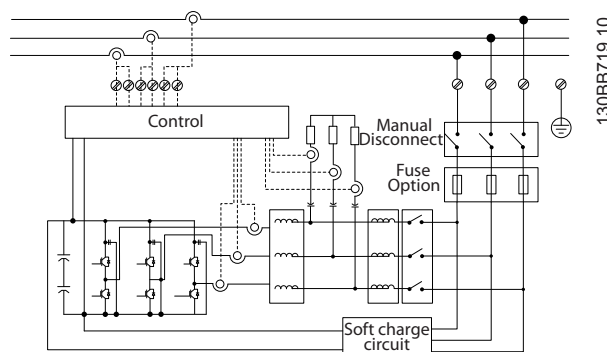 130BB719.10
Control
Manual
Disconnect
Fuse
Option
Soft charge
circuit